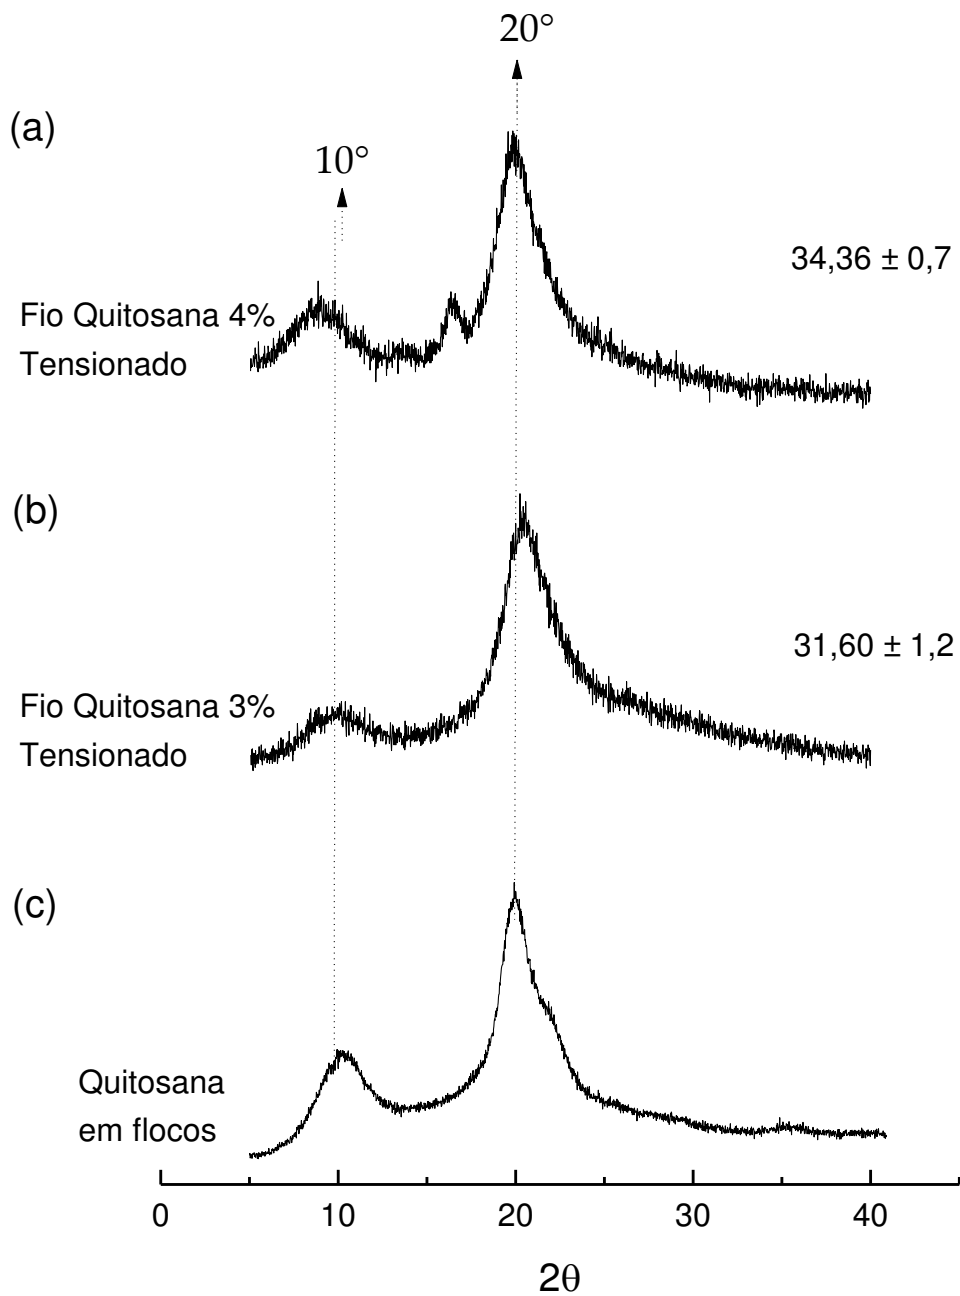 20°
(a)
10°
34,36 ± 0,7
Fio Quitosana 4%
Tensionado
(b)
31,60 ± 1,2
Fio Quitosana 3%
Tensionado
(c)
Quitosana
em flocos
0 10 20 30 40
2θ